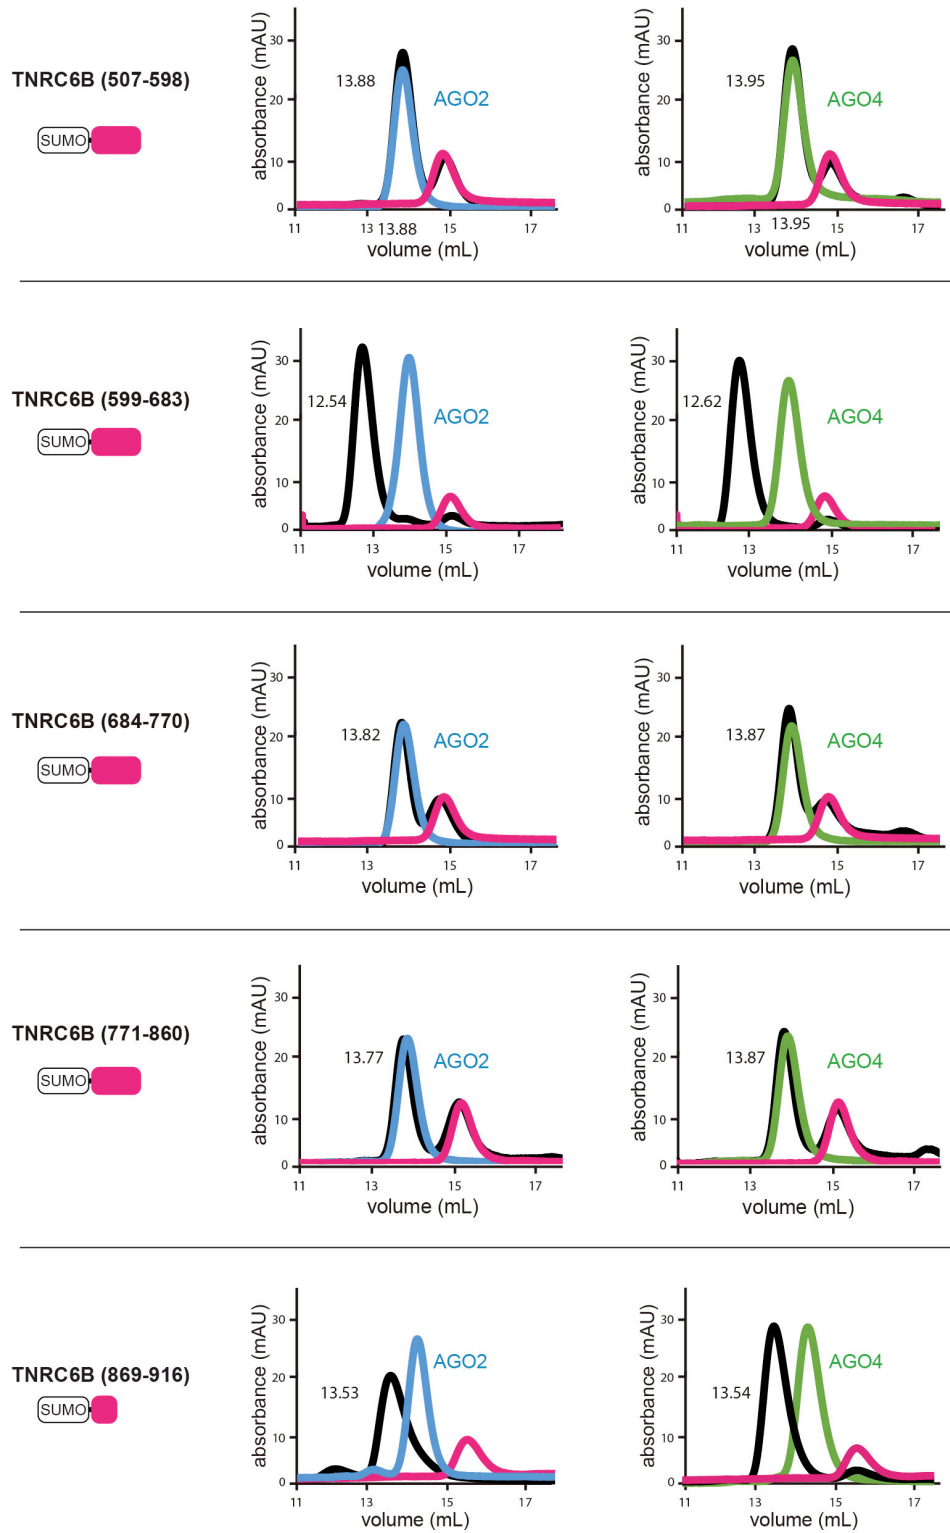 TNRC6B (507-598)
SUMO
absorbance (mAU)
30
20
10
0
13.88
AGO2
11
13
13.88
15
17
volume (mL)
absorbance (mAU)
30
20
10
0
13.95
AGO4
11
13
13.95
15
17
volume (mL)
TNRC6B (599-683)
SUMO
absorbance (mAU)
30
20
10
0
12.54
AGO2
11
13
15
17
volume (mL)
absorbance (mAU)
30
20
10
0
12.62
AGO4
11
13
15
17
volume (mL)
TNRC6B (684-770)
SUMO
absorbance (mAU)
30
20
10
0
13.82
AGO2
11
13
15
17
volume (mL)
absorbance (mAU)
30
20
10
0
13.87
AGO4
11
13
15
17
volume (mL)
TNRC6B (771-860)
SUMO
absorbance (mAU)
30
20
10
0
13.77
AGO2
11
13
15
17
volume (mL)
absorbance (mAU)
30
20
10
0
13.87
AGO4
11
13
15
17
volume (mL)
TNRC6B (869-916)
SUMO
absorbance (mAU)
30
20
10
0
13.53
AGO2
11
13
15
17
volume (mL)
absorbance (mAU)
30
20
10
0
13.54
AGO4
11
13
15
17
volume (mL)